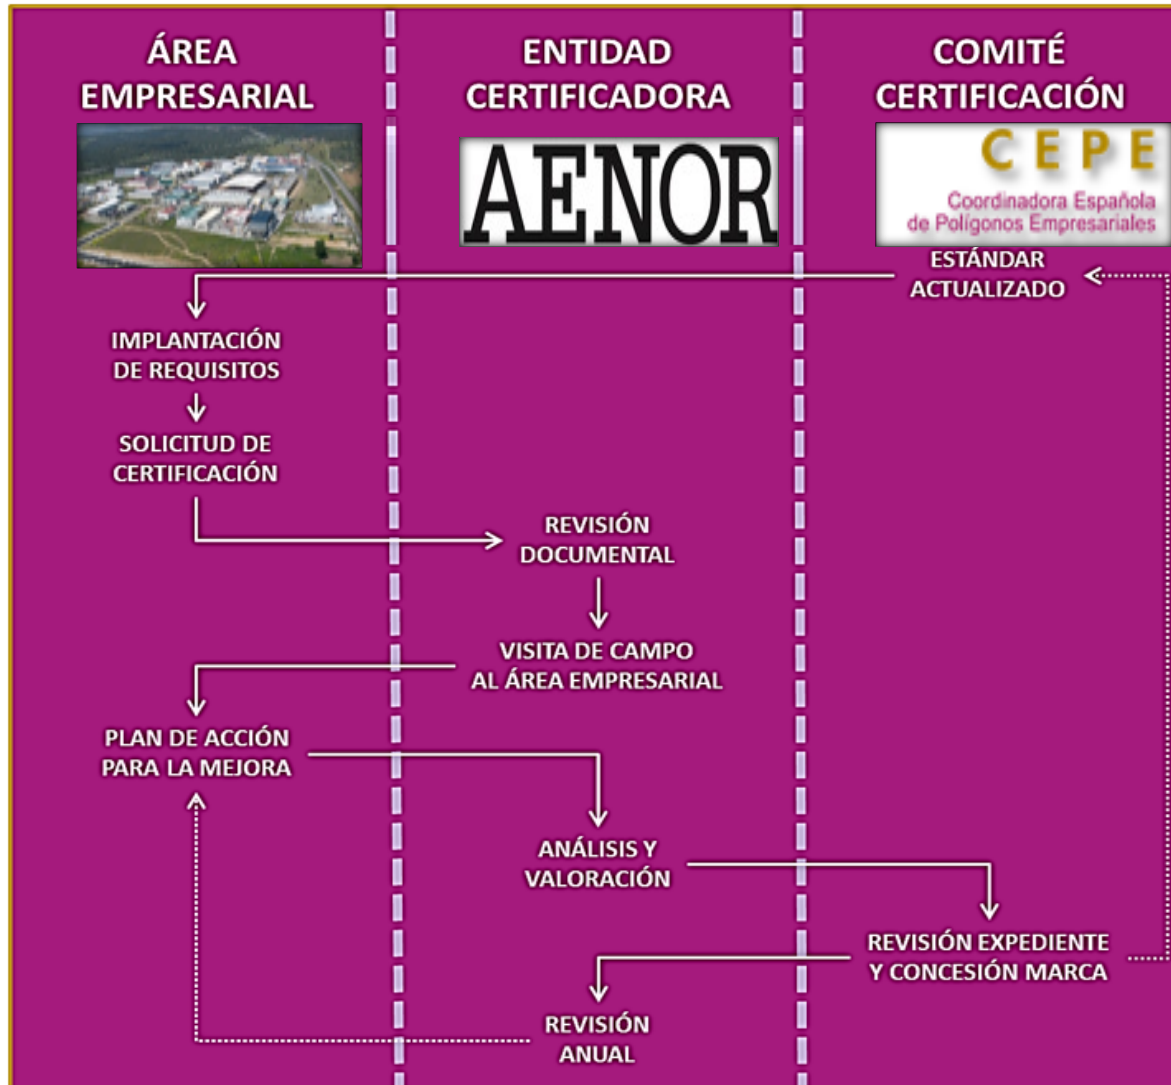 ÁREA
EMPRESARIAL
ENTIDAD
CERTIFICADORA
COMITÉ
CERTIFICACIÓN
AENOR
CEPE
Coordinadora Española
de Polígonos Empresariales
ESTÁNDAR
ACTUALIZADO
IMPLANTACIÓN
DE REQUISITOS
SOLICITUD DE
CERTIFICACIÓN
REVISIÓN
DOCUMENTAL
VISITA DE CAMPO
AL ÁREA EMPRESARIAL
PLAN DE ACCIÓN
PARA LA MEJORA
ANÁLISIS Y
VALORACIÓN
REVISIÓN EXPEDIENTE
Y CONCESIÓN MARCA
REVISIÓN
ANUAL